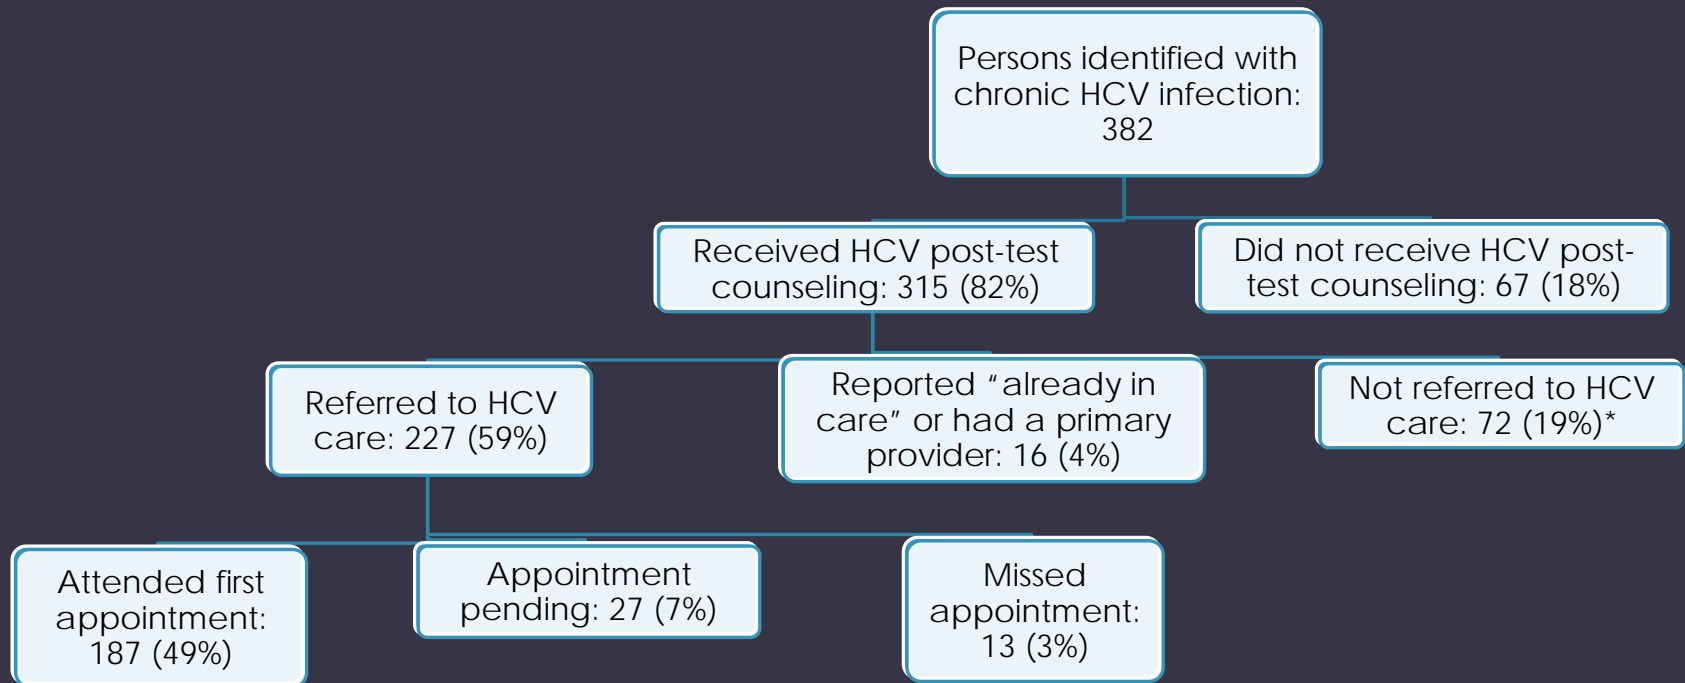 Persons identified with
chronic HCV infection:
382
Received HCV post-test
counseling: 315 (82%)
Did not receive HCV post-
test counseling: 67 (18%)
Referred to HCV
care: 227 (59%)
Reported “already in
care” or had a primary
provider: 16 (4%)
Not referred to HCV
care: 72 (19%)*
Attended first
appointment:
187 (49%)
Appointment
pending: 27 (7%)
Missed
appointment:
13 (3%)